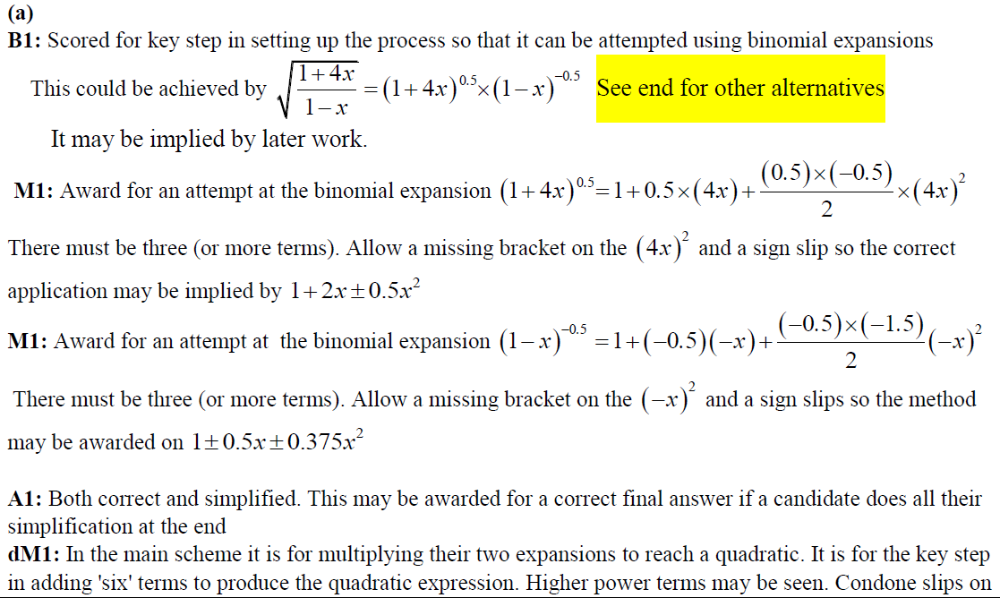 (a)
B1: Scored for key step in setting up the process so that it can be attempted using binomial expansions
This could be achieved by $\sqrt{\frac{1+4x}{1-x}} = (1+4x)^{0.5} \times (1-x)^{-0.5}$ See end for other alternatives
It may be implied by later work.
M1: Award for an attempt at the binomial expansion $(1+4x)^{0.5} = 1+0.5\times(4x)+\frac{(0.5)\times(-0.5)}{2}\times(4x)^2$
There must be three (or more terms). Allow a missing bracket on the $(4x)^2$ and a sign slip so the correct
application may be implied by $1+2x\pm0.5x^2$
M1: Award for an attempt at the binomial expansion $(1-x)^{-0.5} = 1+(-0.5)(-x)+\frac{(-0.5)\times(-1.5)}{2}(-x)^2$
There must be three (or more terms). Allow a missing bracket on the $(-x)^2$ and a sign slips so the method
may be awarded on $1\pm0.5x\pm0.375x^2$
A1: Both correct and simplified. This may be awarded for a correct final answer if a candidate does all their
simplification at the end
dM1: In the main scheme it is for multiplying their two expansions to reach a quadratic. It is for the key step
in adding 'six' terms to produce the quadratic expression. Higher power terms may be seen. Condone slips on